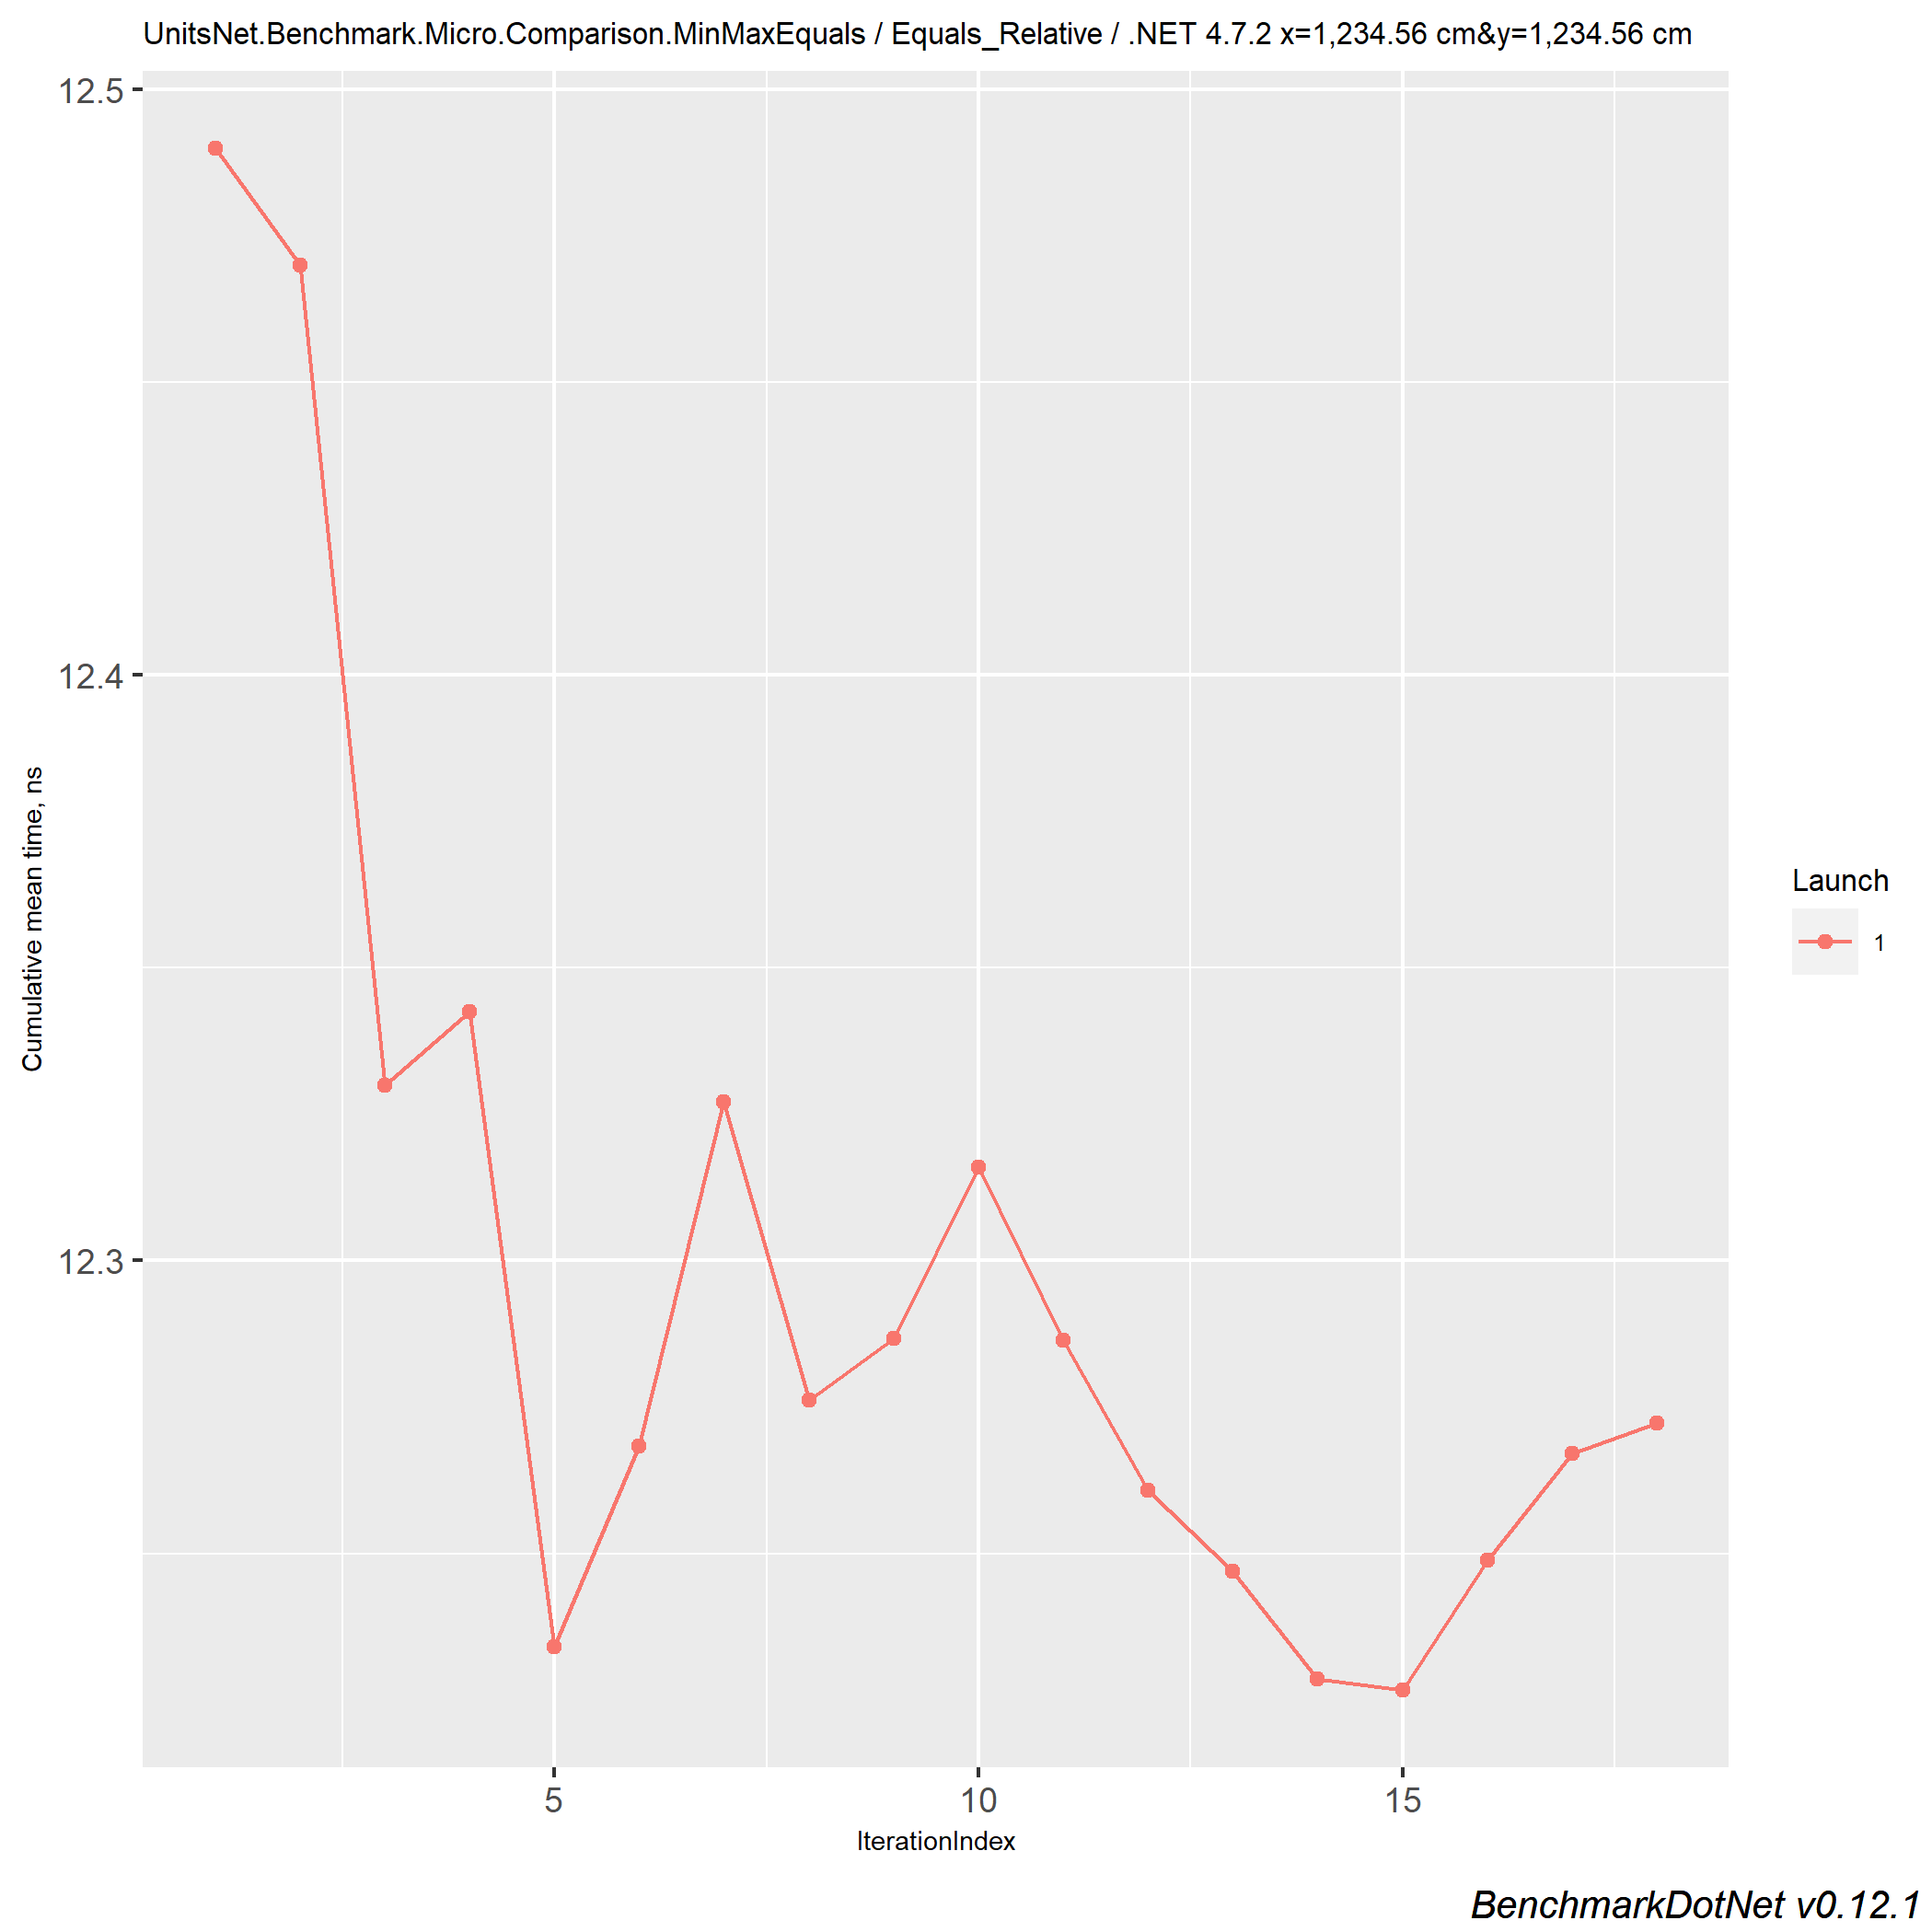 UnitsNet.Benchmark.Micro.Comparison.MinMaxEquals / Equals_Relative / .NET 4.7.2 x=1,234.56 cm&y=1,234.56 cm
12.5
12.4
12.3
Cumulative mean time, ns
5
10
15
IterationIndex
Launch
1
BenchmarkDotNet v0.12.1